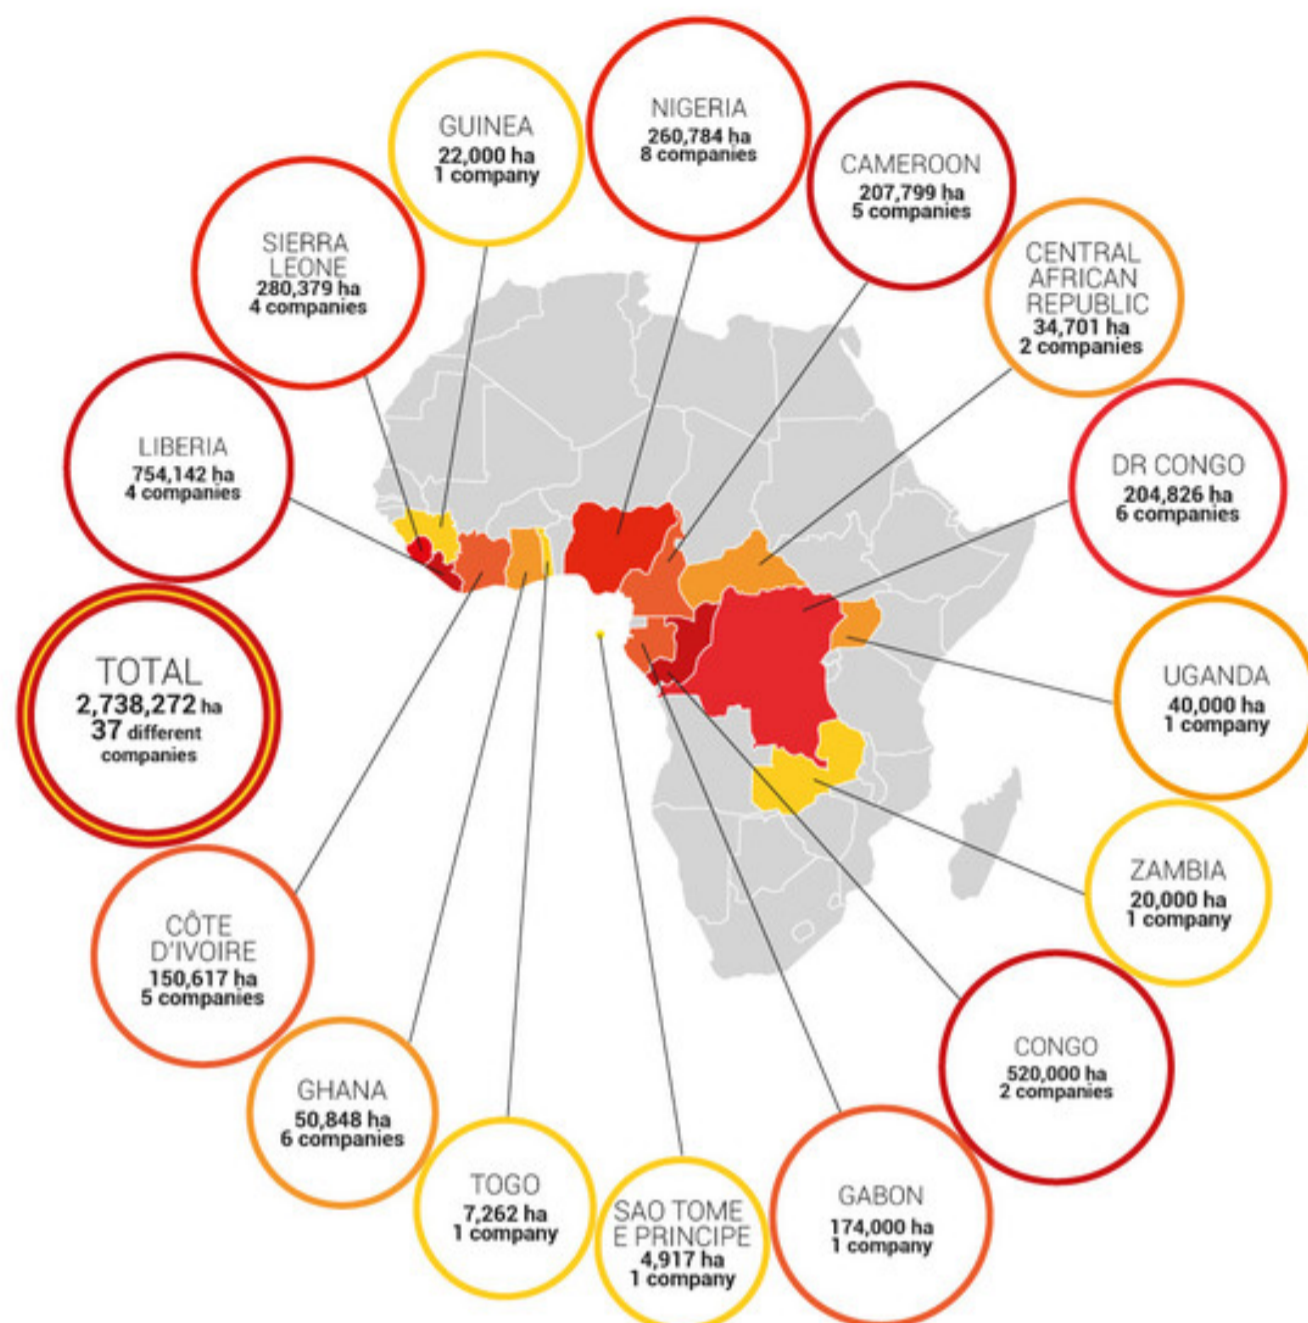 GUINEA
22,000 ha
1 company
NIGERIA
260,784 ha
8 companies
CAMEROON
207,799 ha
5 companies
CENTRAL
AFRICAN
REPUBLIC
34,701 ha
2 companies
SIERRA
LEONE
280,379 ha
4 companies
LIBERIA
754,142 ha
4 companies
DR CONGO
204,826 ha
6 companies
TOTAL
2,738,272 ha
37 different
companies
UGANDA
40,000 ha
1 company
ZAMBIA
20,000 ha
1 company
CÔTE
D'IVOIRE
150,617 ha
5 companies
CONGO
520,000 ha
2 companies
GHANA
50,848 ha
6 companies
TOGO
7,262 ha
1 company
SAO TOME
E PRINCIPE
4,917 ha
1 company
GABON
174,000 ha
1 company